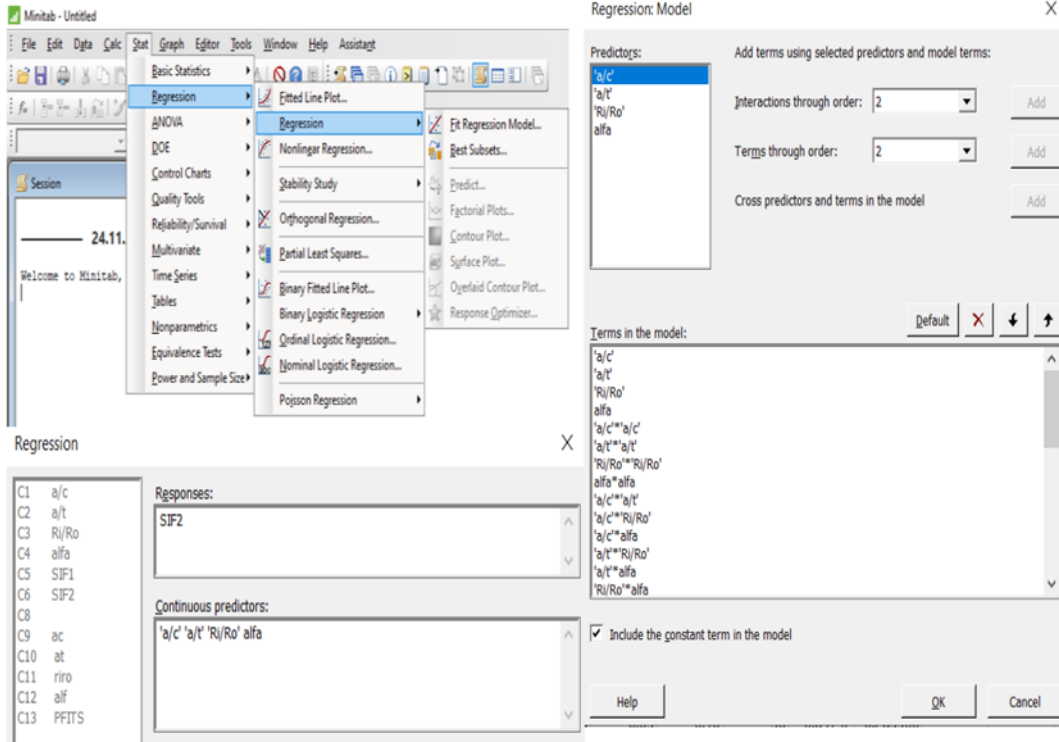 Minitab - Untitled
File Edit Data Calc Stat Graph Editor Tools Window Help Assistant
Basic Statistics
Regression
ANOVA
DOE
Control Charts
Quality Tools
Reliability/Survival
Multivariate
Time Series
Tables
Nonparametrics
Equivalence Tests
Power and Sample Size
Fitted Line Plot...
Regression
Nonlinear Regression...
Stability Study
Orthogonal Regression...
Partial Least Squares...
Binary Fitted Line Plot...
Binary Logistic Regression
Ordinal Logistic Regression...
Nominal Logistic Regression...
Poisson Regression
Fit Regression Model...
Best Subsets...
Predict...
Factorial Plots...
Contour Plot...
Surface Plot...
Overlaid Contour Plot...
Response Optimizer...
Session
24.11.
Welcome to Minitab,
Regression
C1 a/c
C2 a/t
C3 Ri/Ro
C4 alfa
C5 SIF1
C6 SIF2
C8
C9 ac
C10 at
C11 riro
C12 alf
C13 PFITS
Responses:
SIF2
Continuous predictors:
'a/c' 'a/t' 'Ri/Ro' alfa
Regression: Model
Predictors:
'a/c'
'a/t'
'Ri/Ro'
alfa
Add terms using selected predictors and model terms:
Interactions through order: 2 Add
Terms through order: 2 Add
Cross predictors and terms in the model Add
Default
Terms in the model:
'a/c'
'a/t'
'Ri/Ro'
alfa
'a/c'*'a/c'
'a/t'*'a/t'
'Ri/Ro'*'Ri/Ro'
alfa*alfa
'a/c'*'a/t'
'a/c'*'Ri/Ro'
'a/c'*alfa
'a/t'*'Ri/Ro'
'a/t'*alfa
'Ri/Ro'*alfa
Include the constant term in the model
Help OK Cancel